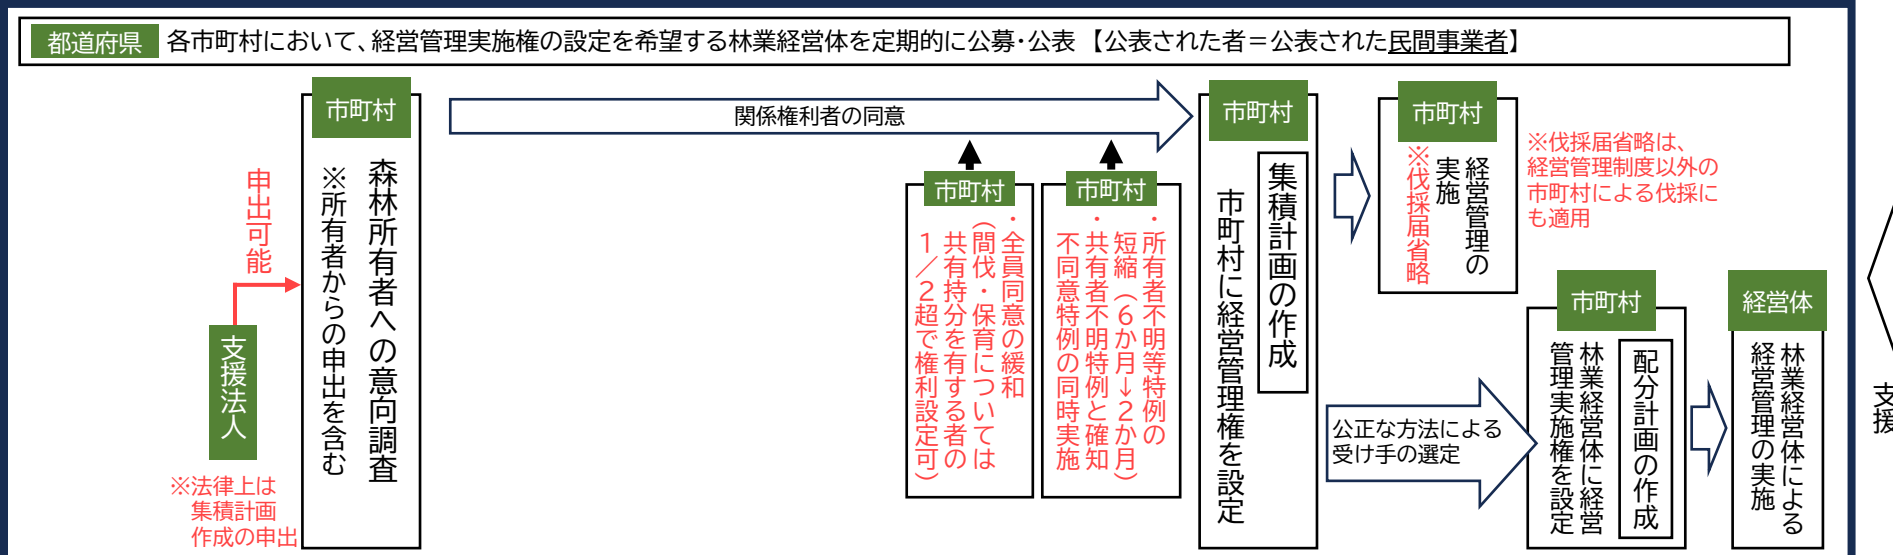 都道府県
各市町村において、経営管理実施権の設定を希望する林業経営体を定期的に公募・公表 【公表された者＝公表された民間事業者】
市町村
森林所有者への意向調査
※所有者からの申出を含む
申出可能
支援法人
※法律上は
集積計画
作成の申出
関係権利者の同意
市町村
・全員同意の緩和
（間伐・保育については
共有持分を有する者の
１／２超で権利設定可）
市町村
・所有者不明等特例の
短縮（６か月→２か月）
・共有者不明特例と確知
不同意特例の同時実施
市町村
集積計画の作成
市町村に経営管理権を設定
市町村
経営管理の
実施
※伐採届省略
※伐採届省略は、
経営管理制度以外の
市町村による伐採に
も適用
公正な方法による
受け手の選定
市町村
配分計画の作成
林業経営体に経営
管理実施権を設定
経営体
林業経営体による
経営管理の実施
支援